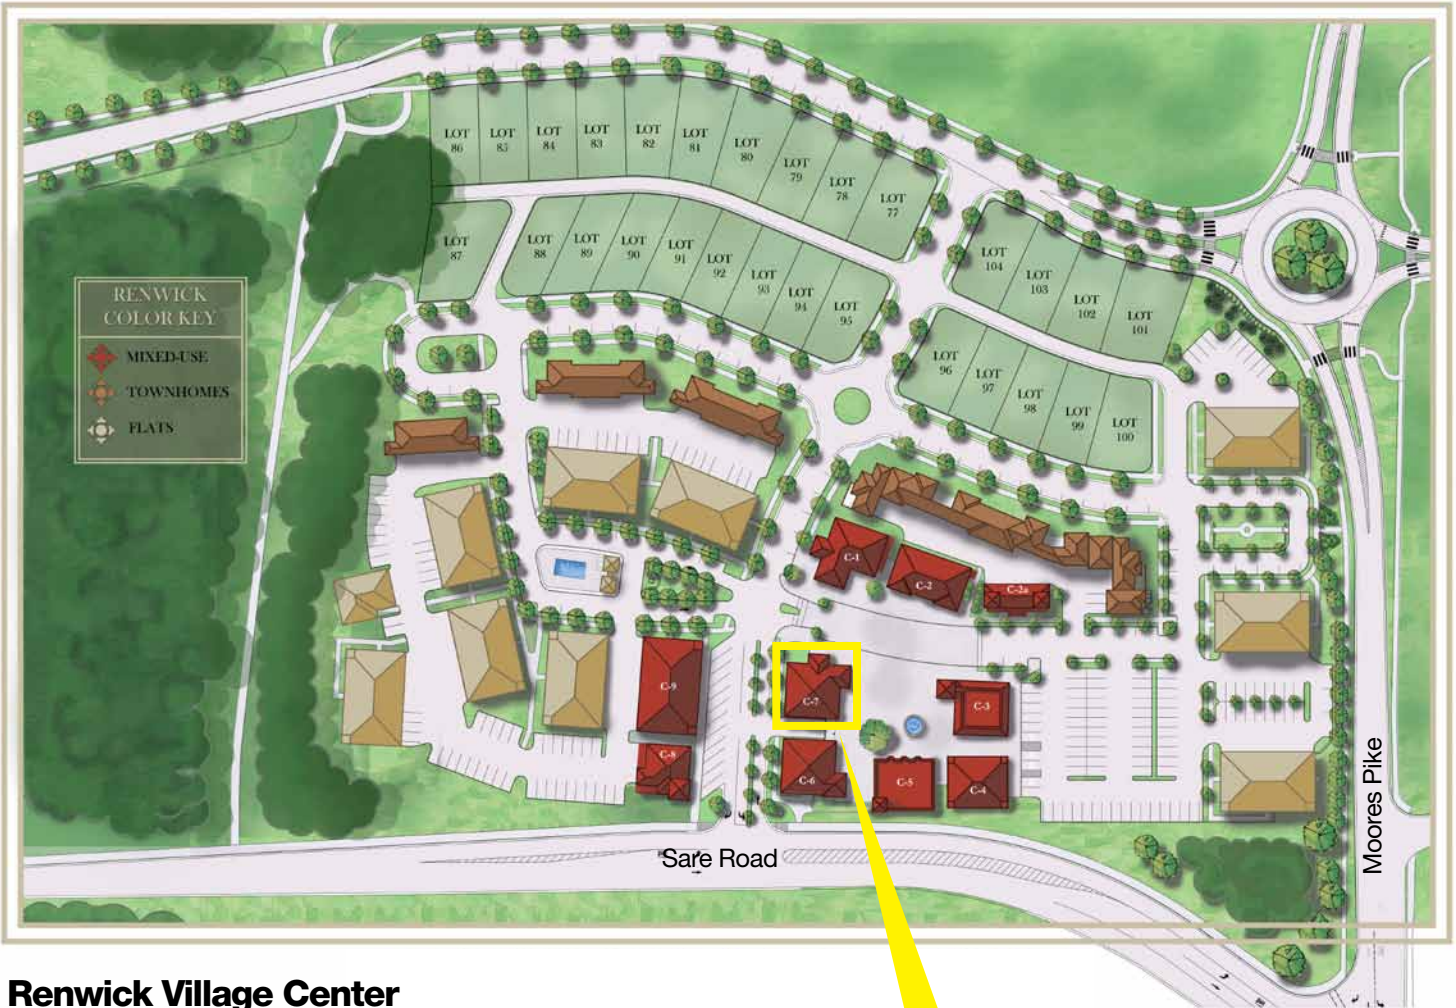 LOT
86
LOT
85
LOT
84
LOT
83
LOT
82
LOT
81
LOT
80
LOT
79
LOT
78
LOT
77
LOT
87
LOT
88
LOT
89
LOT
90
LOT
91
LOT
92
LOT
93
LOT
94
LOT
95
LOT
104
LOT
103
LOT
102
LOT
101
LOT
96
LOT
97
LOT
98
LOT
99
LOT
100
RENWICK
COLOR KEY
MIXED-USE
TOWNHOMES
FLATS
C-1
C-2
C-2a
C-9
C-7
C-3
C-8
C-6
C-5
C-4
Sare Road
Moores Pike
Renwick Village Center